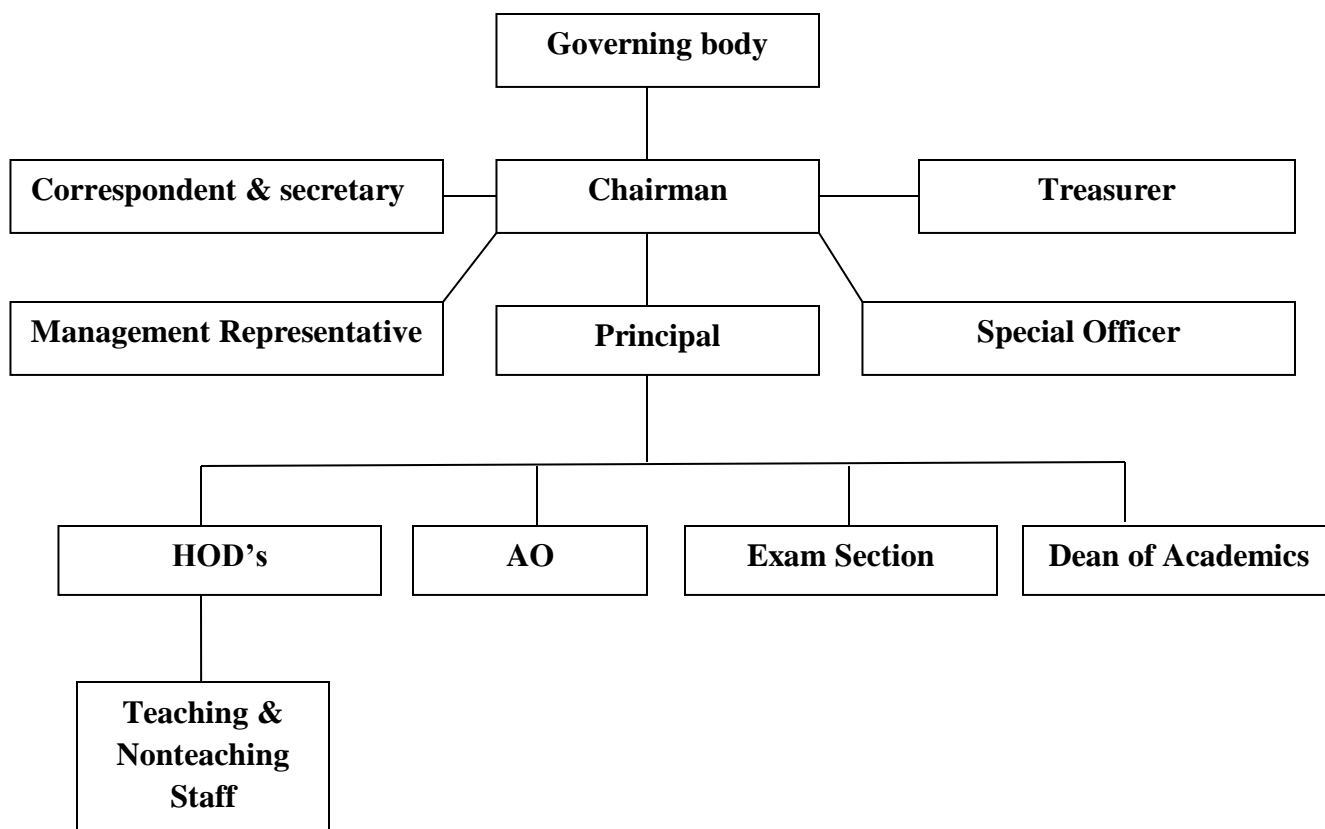 Governing body
Correspondent & secretary
Chairman
Treasurer
Management Representative
Principal
Special Officer
HOD’s
AO
Exam Section
Dean of Academics
Teaching &
Nonteaching
Staff